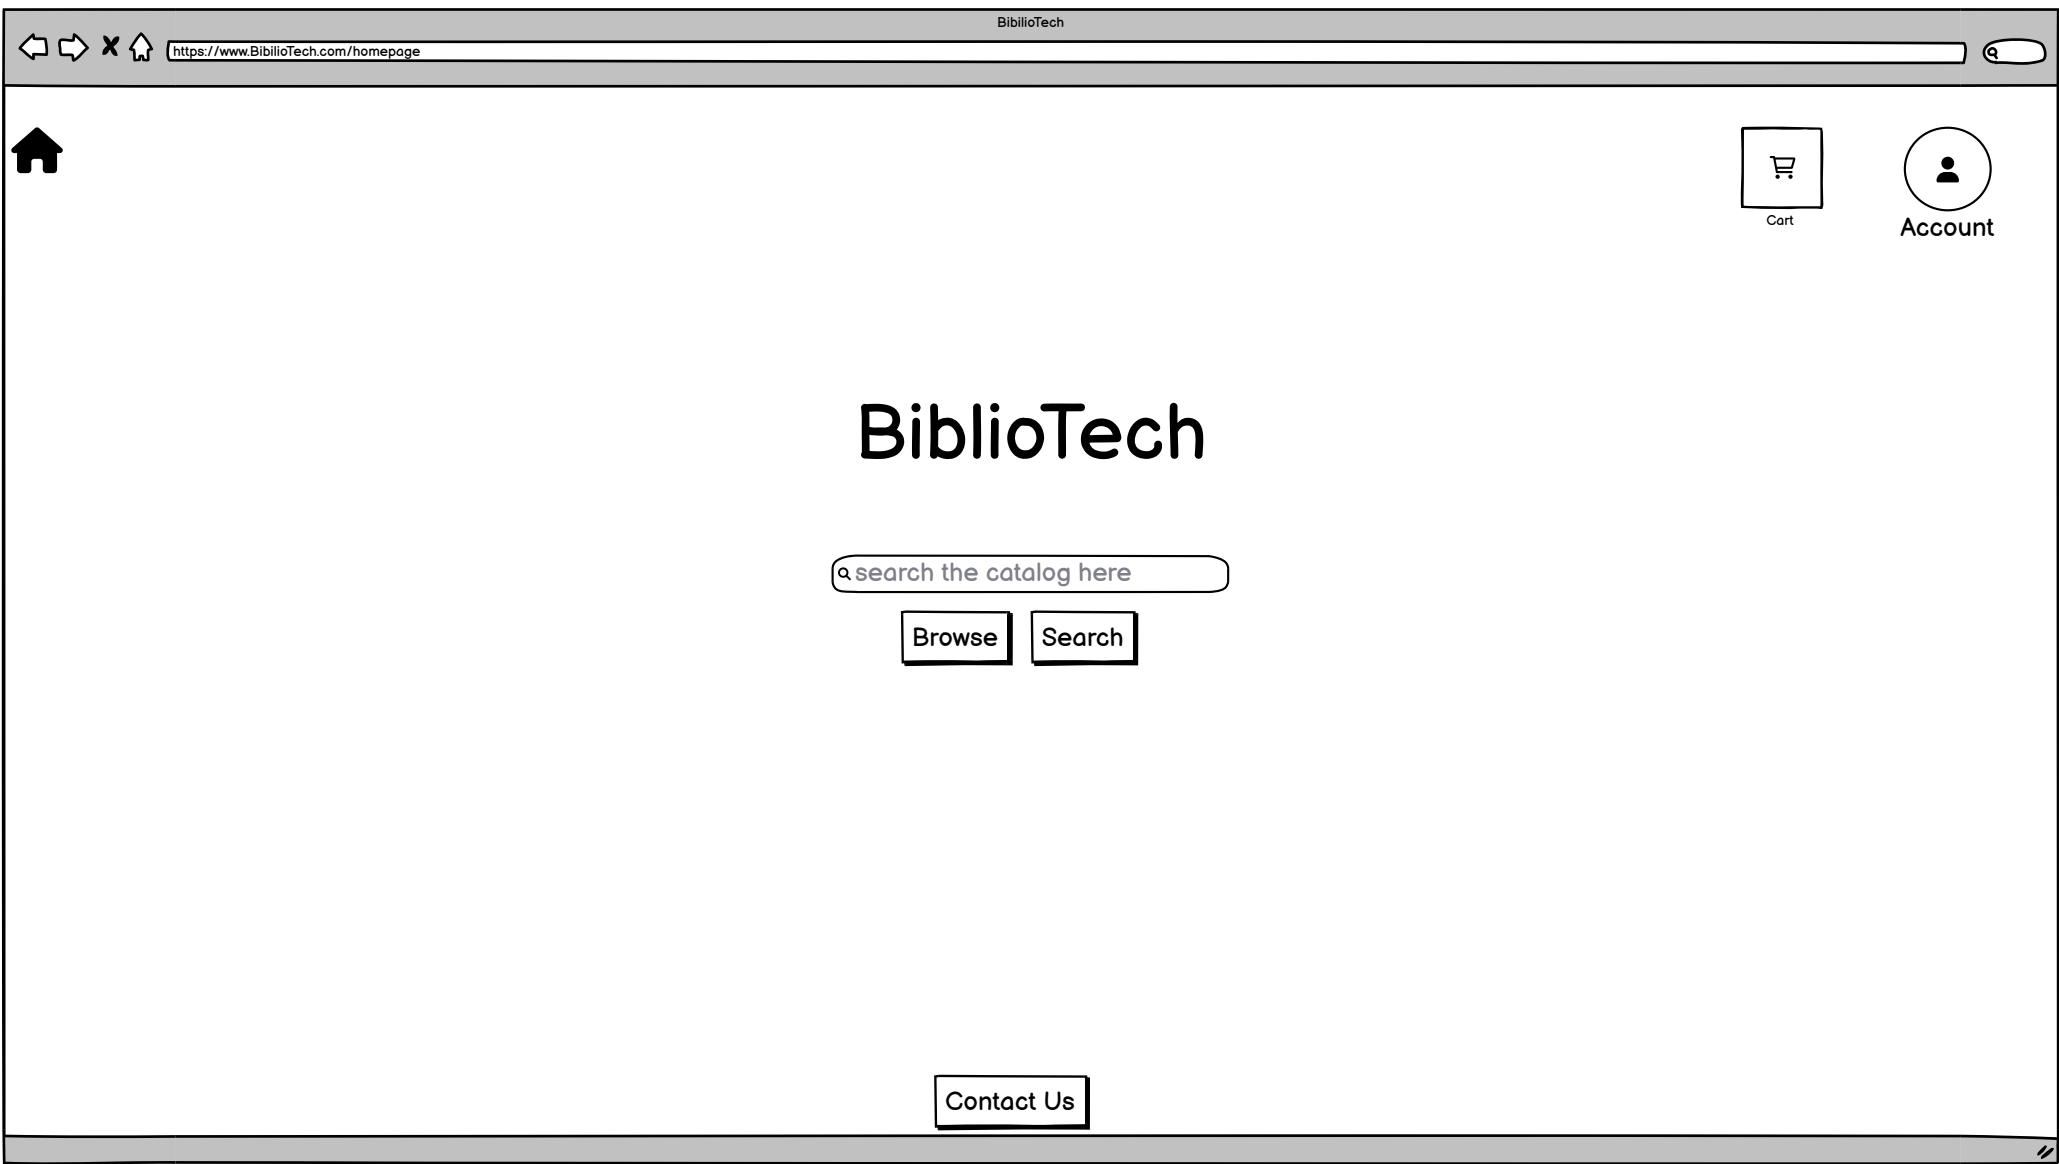 BibilioTech
https://www.BibilioTech.com/homepage
Cart
Account
BiblioTech
search the catalog here
Browse
Search
Contact Us